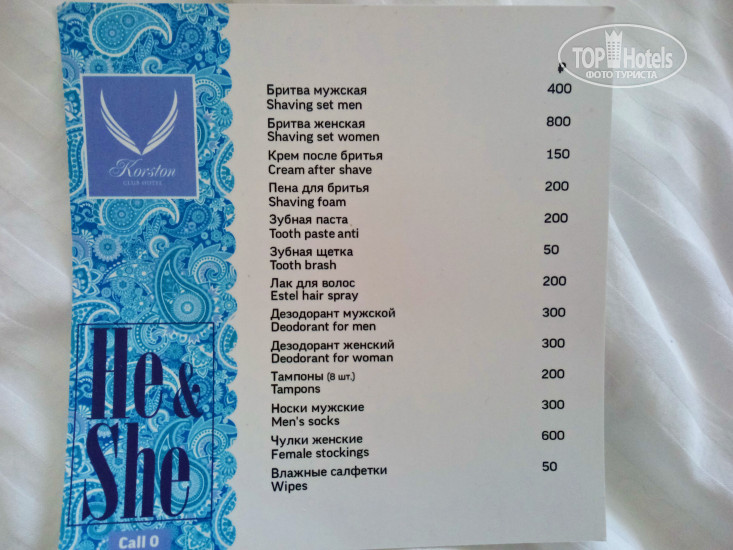 TOP Hotels
ФОТО ТУРИСТА
Korston
CLUB HOTEL
₽
Бритва мужская 400
Shaving set men
Бритва женская 800
Shaving set women
Крем после бритья 150
Cream after shave
Пена для бритья 200
Shaving foam
Зубная паста 200
Tooth paste anti
Зубная щетка 50
Tooth brash
Лак для волос 200
Estel hair spray
Дезодорант мужской 300
Deodorant for men
Дезодорант женский 300
Deodorant for woman
Тампоны (8 шт.) 200
Tampons
Носки мужские 300
Men's socks
Чулки женские 600
Female stockings
Влажные салфетки 50
Wipes
He &
She
Call 0